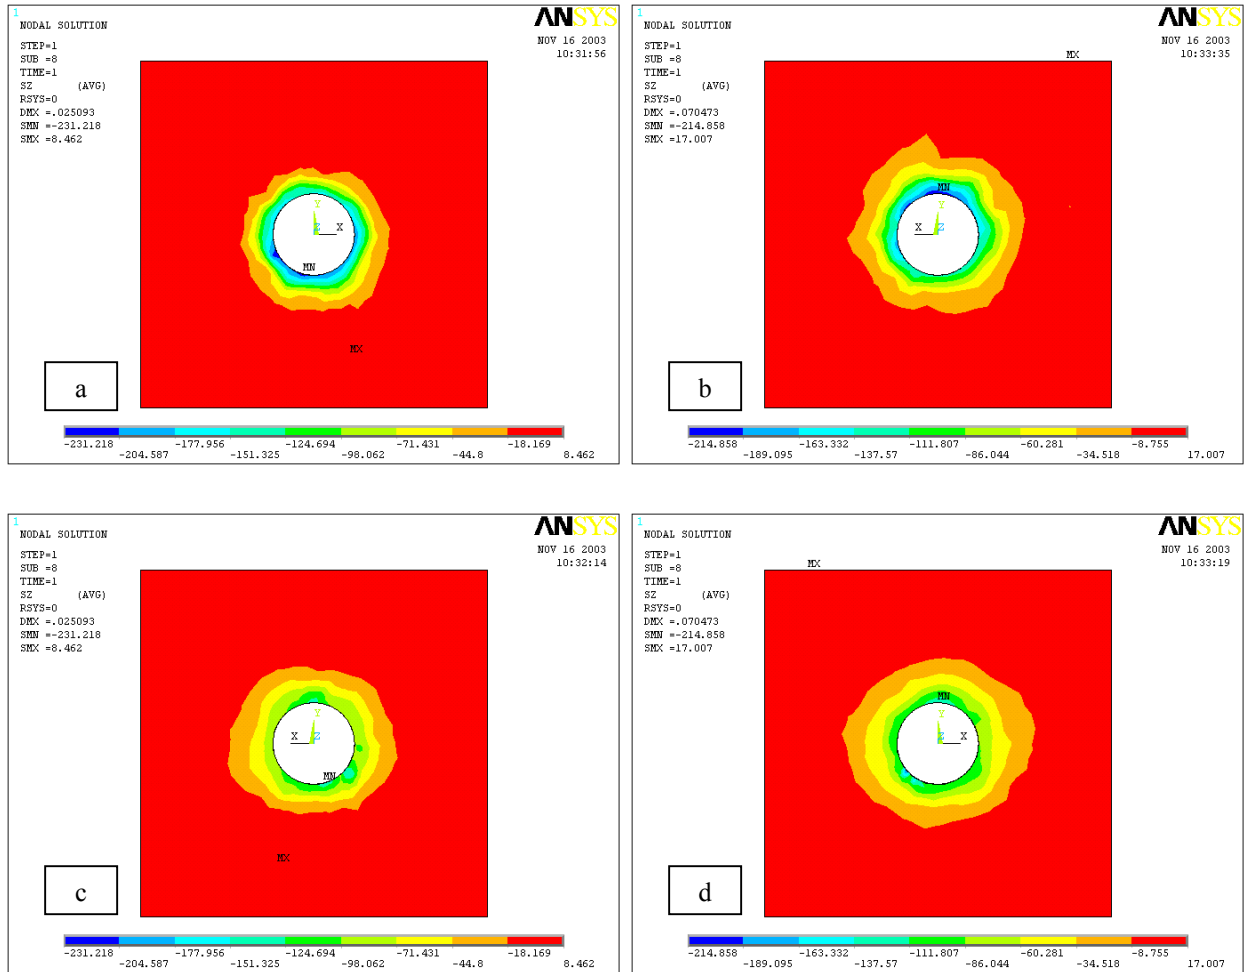 1
ANSYS
NODAL SOLUTION
NOV 16 2003
10:31:56
STEP=1
SUB =8
TIME=1
SZ (AVG)
RSYS=0
DMX =.025093
SMN =-231.218
SMX =8.462
Y
Z X
MN
MX
a
-231.218 -177.956 -124.694 -71.431 -18.169
-204.587 -151.325 -98.062 -44.8 8.462
1
ANSYS
NODAL SOLUTION
NOV 16 2003
10:33:35
STEP=1
SUB =8
TIME=1
SZ (AVG)
RSYS=0
DMX =.070473
SMN =-214.858
SMX =17.007
MX
MN
Y
X Z
b
-214.858 -163.332 -111.807 -60.281 -8.755
-189.095 -137.57 -86.044 -34.518 17.007
1
ANSYS
NODAL SOLUTION
NOV 16 2003
10:32:14
STEP=1
SUB =8
TIME=1
SZ (AVG)
RSYS=0
DMX =.025093
SMN =-231.218
SMX =8.462
Y
X Z
MN
MX
c
-231.218 -177.956 -124.694 -71.431 -18.169
-204.587 -151.325 -98.062 -44.8 8.462
1
ANSYS
NODAL SOLUTION
NOV 16 2003
10:33:19
STEP=1
SUB =8
TIME=1
SZ (AVG)
RSYS=0
DMX =.070473
SMN =-214.858
SMX =17.007
MX
MN
Y
Z X
d
-214.858 -163.332 -111.807 -60.281 -8.755
-189.095 -137.57 -86.044 -34.518 17.007